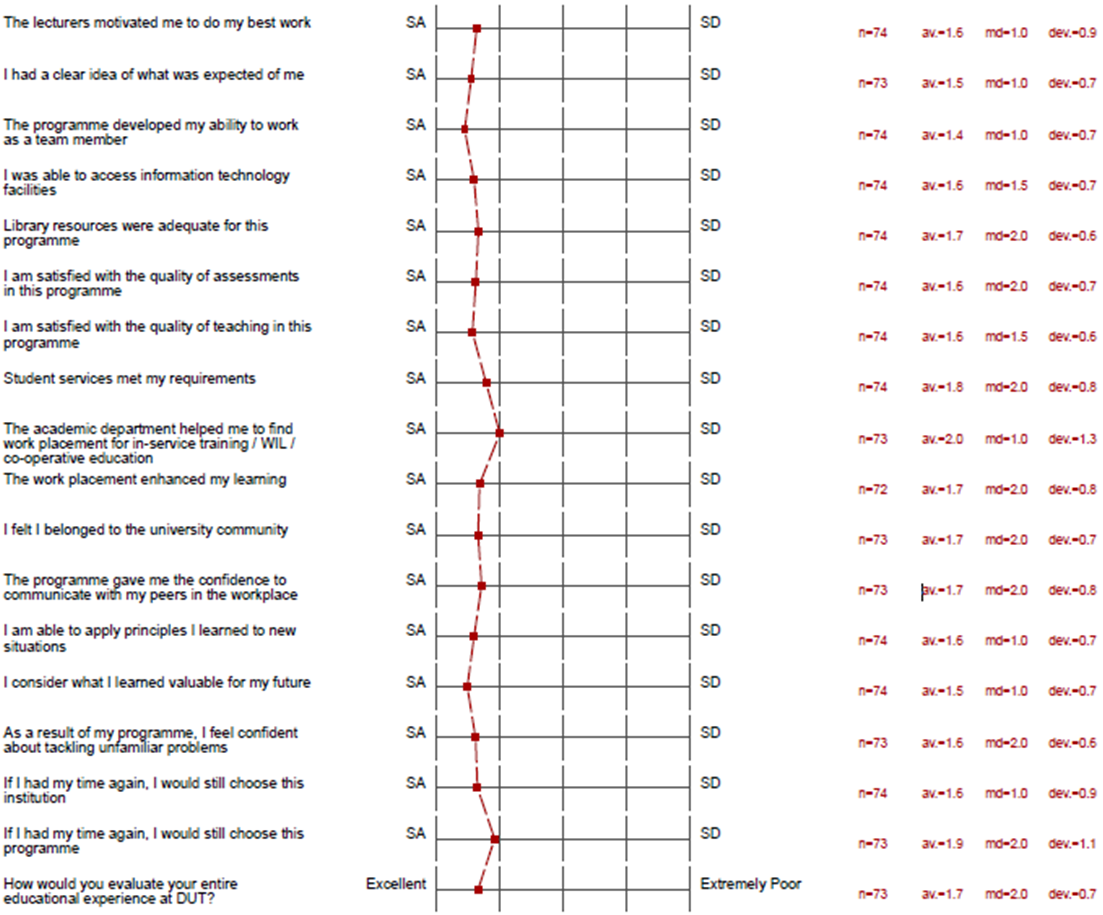 The lecturers motivated me to do my best work SA SD n=74 av.=1.6 md=1.0 dev.=0.9
I had a clear idea of what was expected of me SA SD n=73 av.=1.5 md=1.0 dev.=0.7
The programme developed my ability to work
as a team member SA SD n=74 av.=1.4 md=1.0 dev.=0.7
I was able to access information technology
facilities SA SD n=74 av.=1.6 md=1.5 dev.=0.7
Library resources were adequate for this
programme SA SD n=74 av.=1.7 md=2.0 dev.=0.6
I am satisfied with the quality of assessments
in this programme SA SD n=74 av.=1.6 md=2.0 dev.=0.7
I am satisfied with the quality of teaching in this
programme SA SD n=74 av.=1.6 md=1.5 dev.=0.6
Student services met my requirements SA SD n=74 av.=1.8 md=2.0 dev.=0.8
The academic department helped me to find
work placement for in-service training / WIL /
co-operative education SA SD n=73 av.=2.0 md=1.0 dev.=1.3
The work placement enhanced my learning SA SD n=72 av.=1.7 md=2.0 dev.=0.8
I felt I belonged to the university community SA SD n=73 av.=1.7 md=2.0 dev.=0.7
The programme gave me the confidence to
communicate with my peers in the workplace SA SD n=73 av.=1.7 md=2.0 dev.=0.8
I am able to apply principles I learned to new
situations SA SD n=74 av.=1.6 md=1.0 dev.=0.7
I consider what I learned valuable for my future SA SD n=74 av.=1.5 md=1.0 dev.=0.7
As a result of my programme, I feel confident
about tackling unfamiliar problems SA SD n=73 av.=1.6 md=2.0 dev.=0.6
If I had my time again, I would still choose this
institution SA SD n=74 av.=1.6 md=1.0 dev.=0.9
If I had my time again, I would still choose this
programme SA SD n=73 av.=1.9 md=2.0 dev.=1.1
How would you evaluate your entire
educational experience at DUT? Excellent Extremely Poor n=73 av.=1.7 md=2.0 dev.=0.7